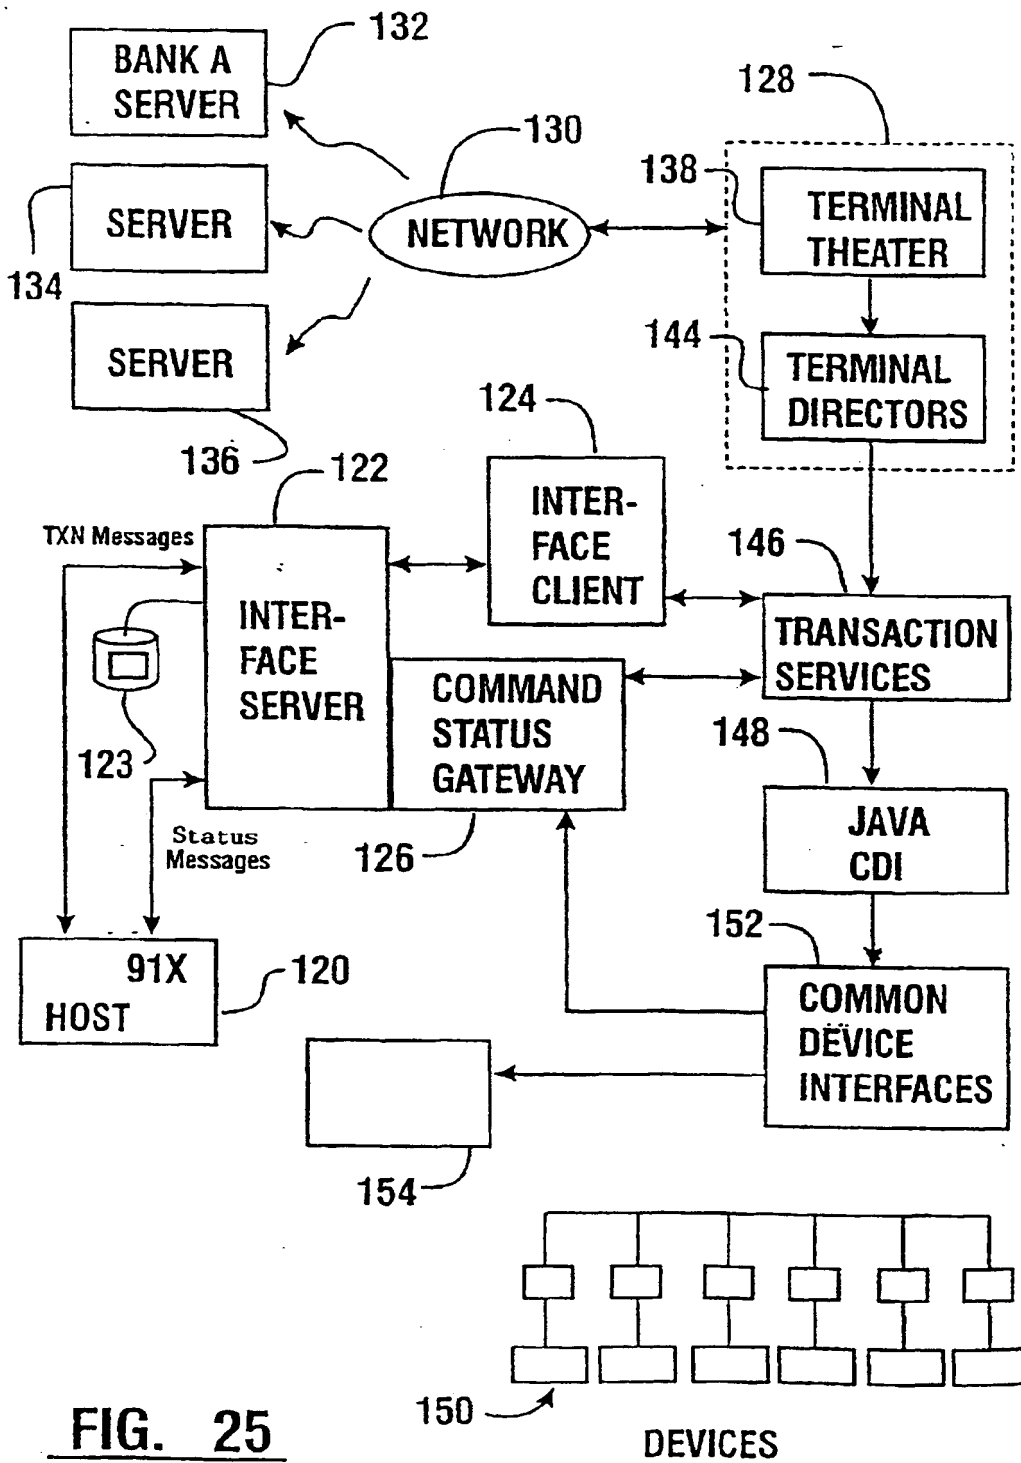 132
BANK A
SERVER
128
130
138
TERMINAL
THEATER
SERVER
NETWORK
134
144
TERMINAL
DIRECTORS
SERVER
124
136
122
INTER-
FACE
CLIENT
TXN Messages
146
INTER-
FACE
SERVER
TRANSACTION
SERVICES
COMMAND
STATUS
GATEWAY
123
148
JAVA
CDI
Status
Messages
126
152
91X
HOST
120
COMMON
DEVICE
INTERFACES
154
150
DEVICES
FIG. 25